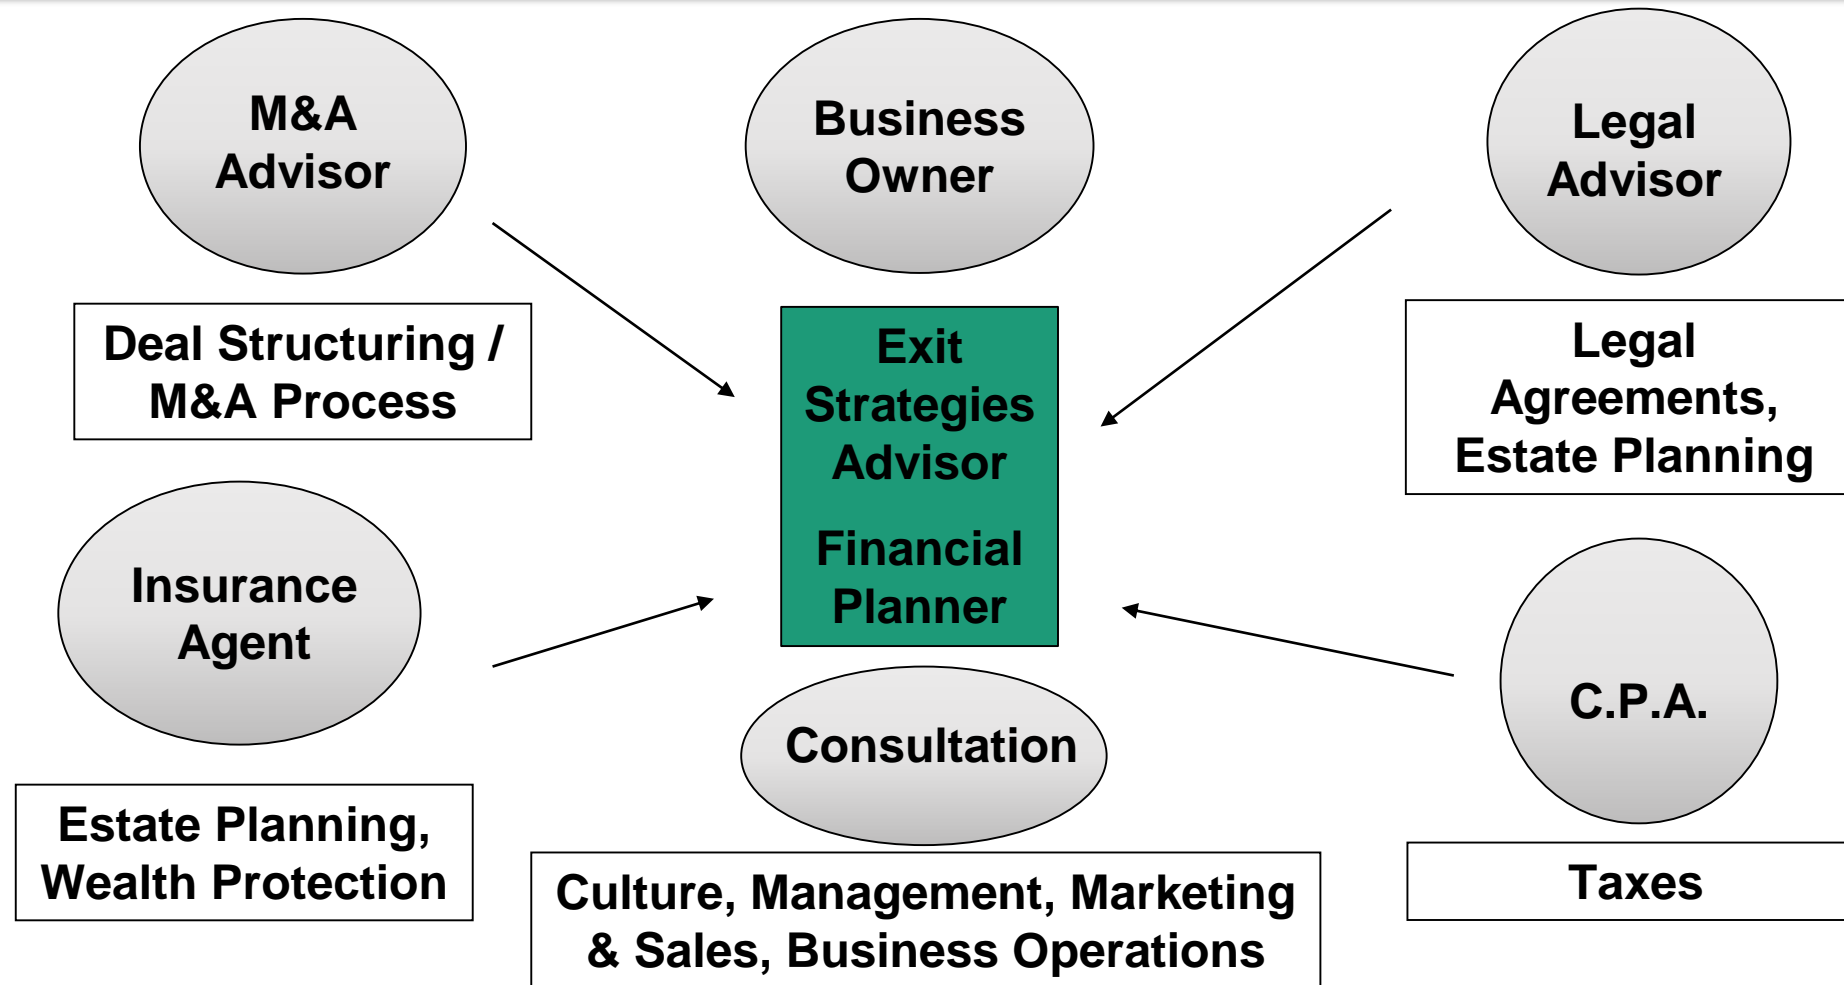 M&A
Advisor
Business
Owner
Legal
Advisor
Deal Structuring /
M&A Process
Exit
Strategies
Advisor
Financial
Planner
Legal
Agreements,
Estate Planning
Insurance
Agent
Consultation
C.P.A.
Estate Planning,
Wealth Protection
Culture, Management, Marketing
& Sales, Business Operations
Taxes